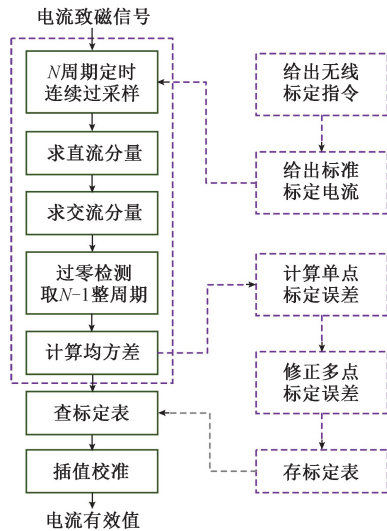 电流致磁信号
N周期定时
连续过采样
求直流分量
求交流分量
过零检测
取N-1整周期
计算均方差
查标定表
插值校准
电流有效值
给出无线
标定指令
给出标准
标定电流
计算单点
标定误差
修正多点
标定误差
存标定表